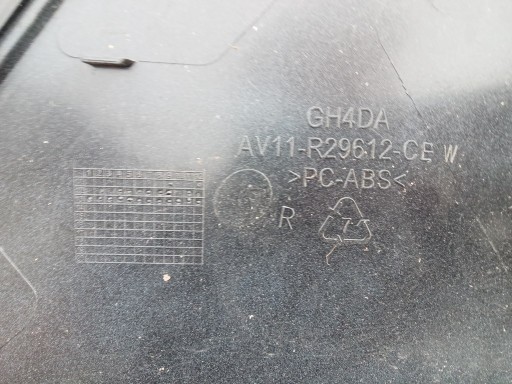 GH4DA
AV11-R29612-CE W
>PC-ABS<
R
7